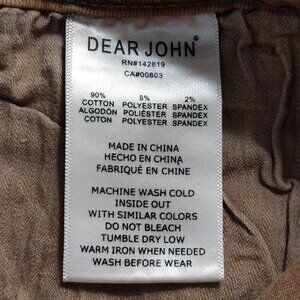 DEAR JOHN®
RN#142819
CA#00803
90% 8% 2%
COTTON POLYESTER SPANDEX
ALGODÓN POLIÉSTER SPANDEX
COTON POLYESTER SPANDEX
MADE IN CHINA
HECHO EN CHINA
FABRIQUÉ EN CHINE
MACHINE WASH COLD
INSIDE OUT
WITH SIMILAR COLORS
DO NOT BLEACH
TUMBLE DRY LOW
WARM IRON WHEN NEEDED
WASH BEFORE WEAR